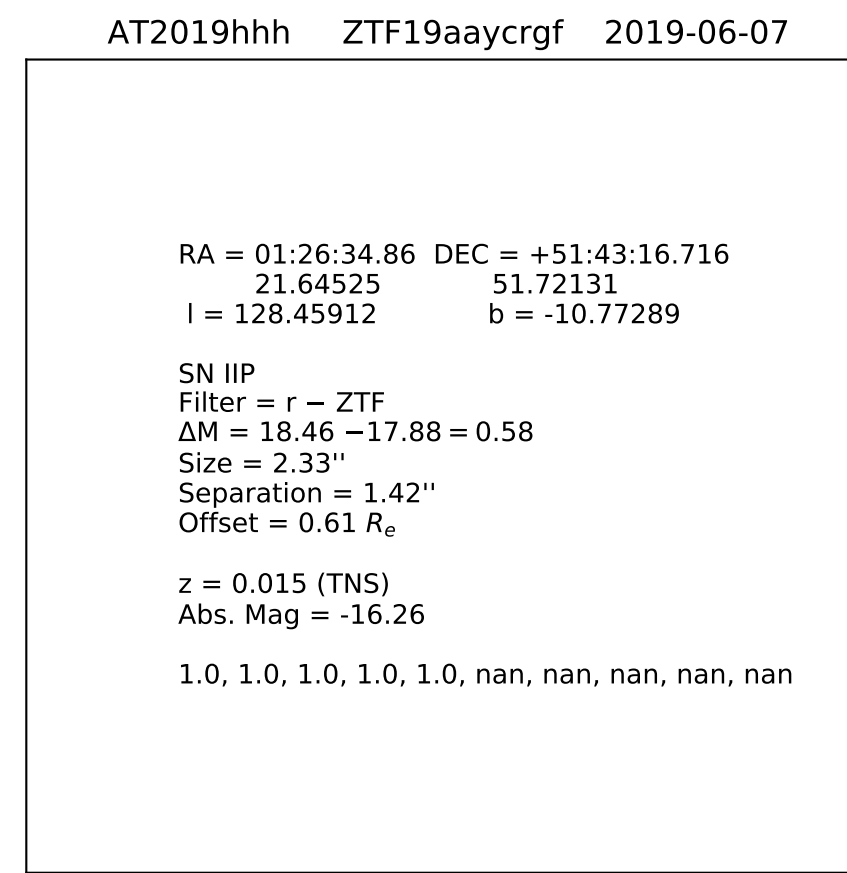 AT2019hhh ZTF19aaycrgf 2019-06-07
RA = 01:26:34.86 DEC = +51:43:16.716
21.64525 51.72131
l = 128.45912 b = -10.77289
SN IIP
Filter = r − ZTF
ΔM = 18.46 −17.88 = 0.58
Size = 2.33''
Separation = 1.42''
Offset = 0.61 Rₑ
z = 0.015 (TNS)
Abs. Mag = -16.26
1.0, 1.0, 1.0, 1.0, 1.0, nan, nan, nan, nan, nan